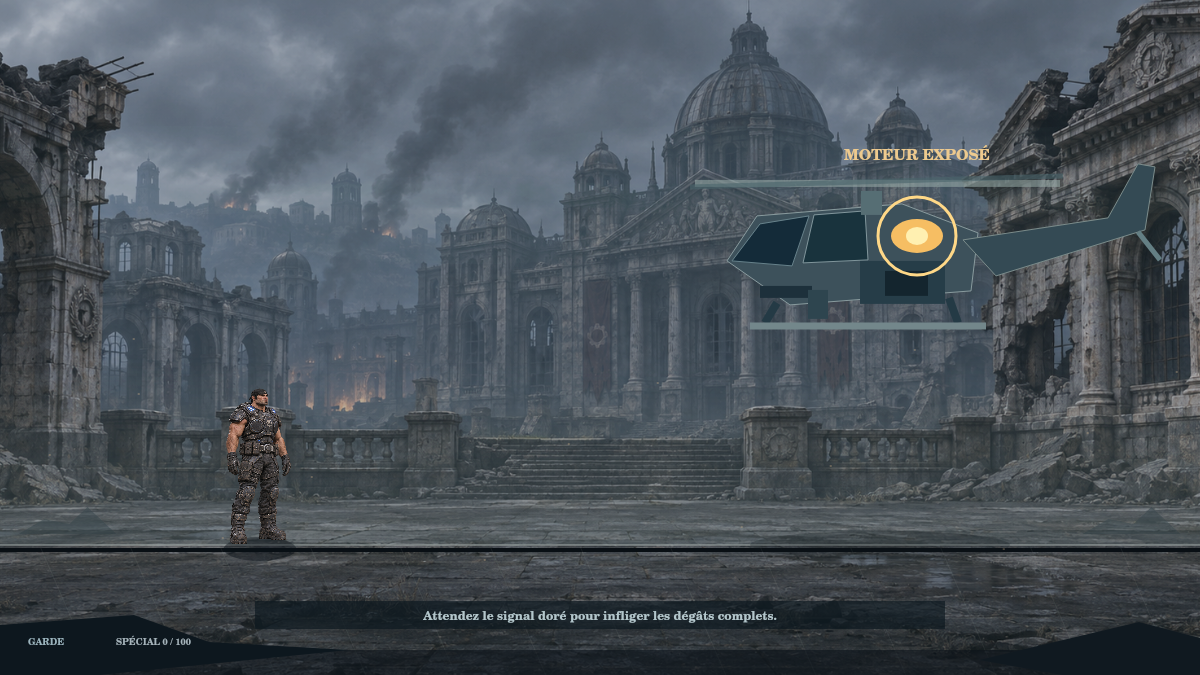 MOTEUR EXPOSÉ
Attendez le signal doré pour infliger les dégâts complets.
GARDE
SPÉCIAL 0 / 100